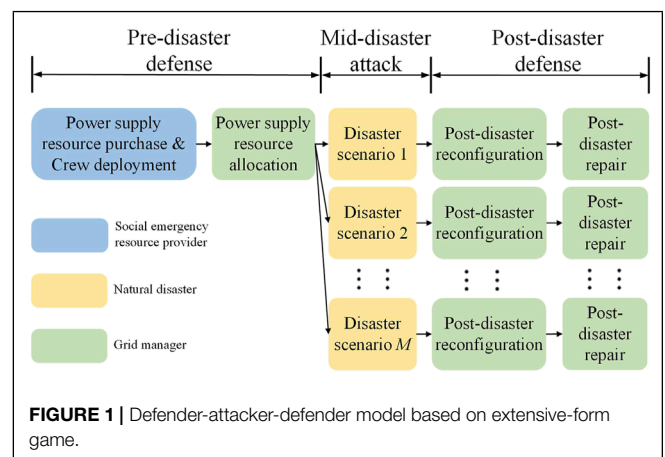 Pre-disaster
defense
Mid-disaster
attack
Post-disaster
defense
Power supply
resource purchase &
Crew deployment
Power supply
resource
allocation
Disaster
scenario 1
Post-disaster
reconfiguration
Post-
disaster
repair
Social emergency
resource provider
Disaster
scenario 2
Post-disaster
reconfiguration
Post-
disaster
repair
Natural disaster
Grid manager
Disaster
scenario M
Post-disaster
reconfiguration
Post-
disaster
repair
FIGURE 1 | Defender-attacker-defender model based on extensive-form
game.